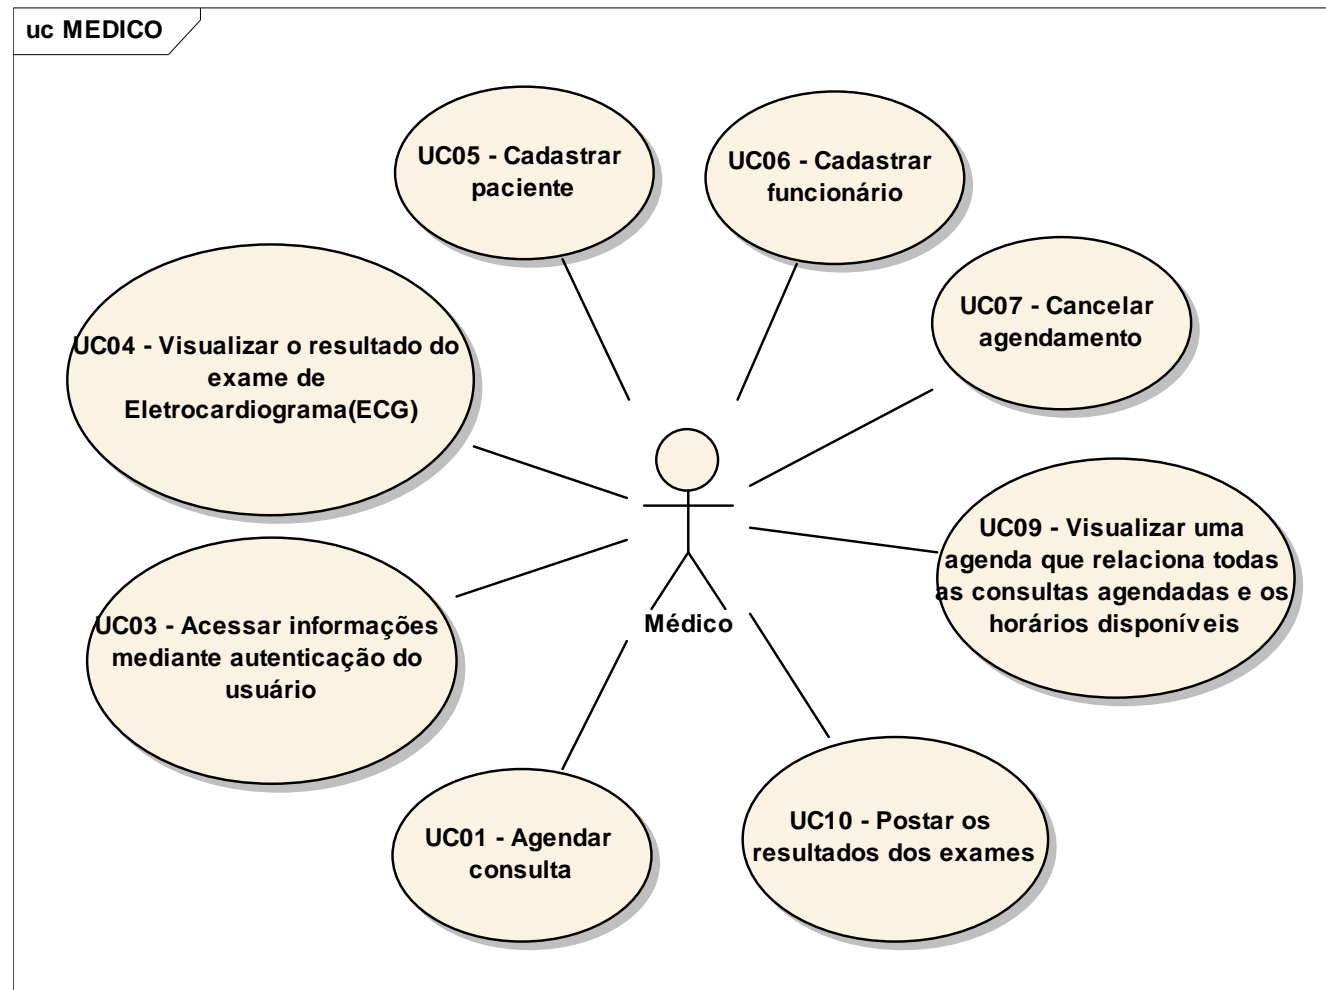 uc MEDICO
UC05 - Cadastrar
paciente
UC06 - Cadastrar
funcionário
UC07 - Cancelar
agendamento
UC04 - Visualizar o resultado do
exame de
Eletrocardiograma(ECG)
UC09 - Visualizar uma
agenda que relaciona todas
as consultas agendadas e os
horários disponíveis
Médico
UC03 - Acessar informações
mediante autenticação do
usuário
UC01 - Agendar
consulta
UC10 - Postar os
resultados dos exames